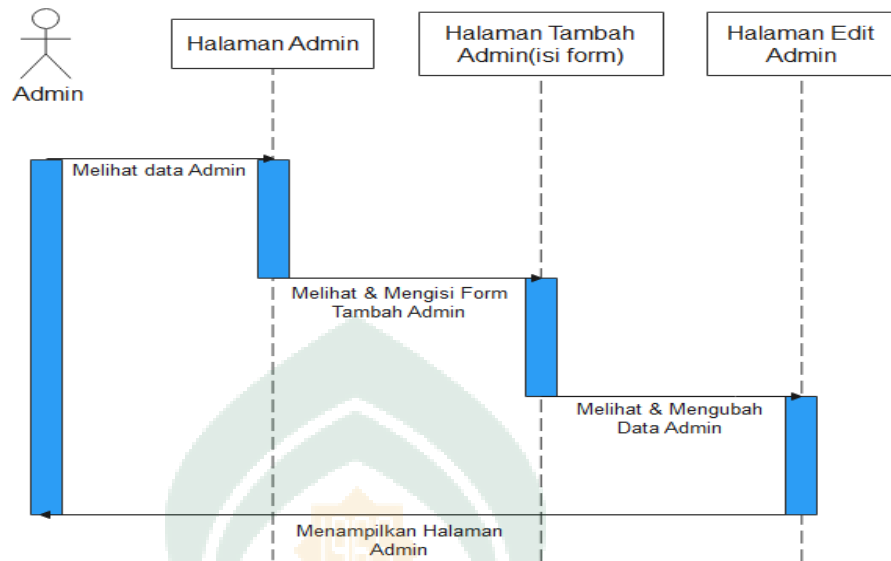 Admin
Halaman Admin
Halaman Tambah
Admin(isi form)
Halaman Edit
Admin
Melihat data Admin
Melihat & Mengisi Form
Tambah Admin
Melihat & Mengubah
Data Admin
Menampilkan Halaman
Admin